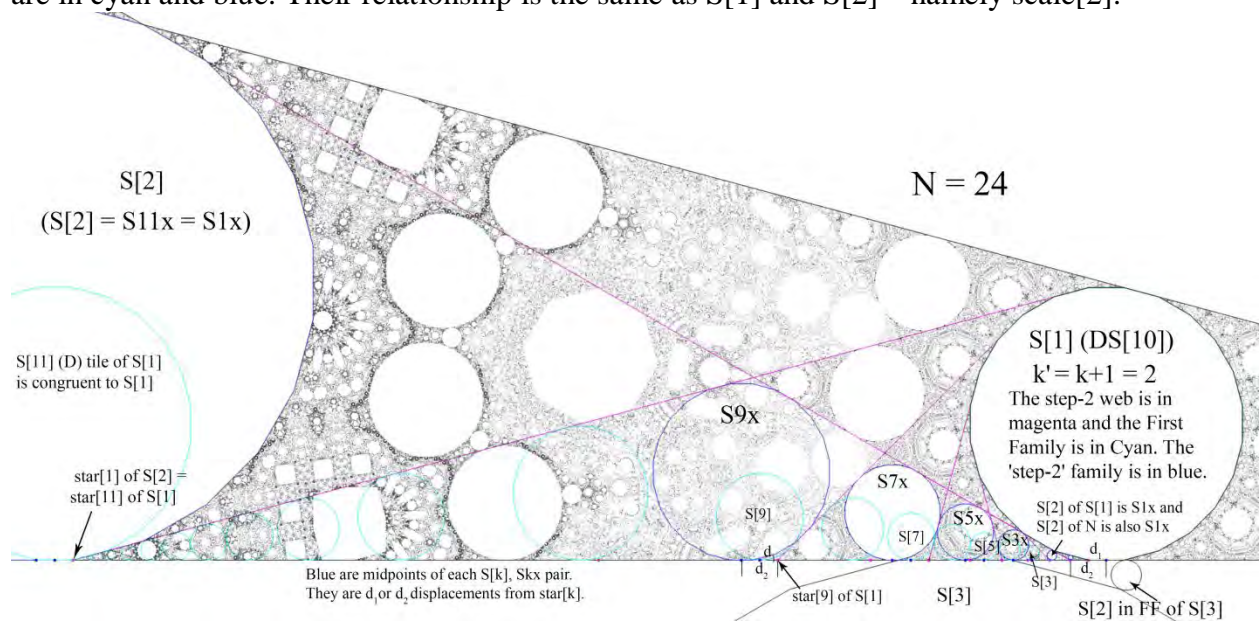 are in cyan and blue. Their relationship is the same as S[1] and S[2] – namely scale[2].
S[2]
(S[2] = S11x = S1x)
N = 24
S[11] (D) tile of S[1]
is congruent to S[1]
S[1] (DS[10])
k' = k+1 = 2
The step-2 web is in
magenta and the First
Family is in Cyan. The
'step-2' family is in blue.
S9x
S7x
S5x
S3x
S[9]
S[7]
S[5]
S[3]
S[2] of S[1] is S1x and
S[2] of N is also S1x
star[1] of S[2] =
star[11] of S[1]
d₁
d₂
d
d₂
Blue are midpoints of each S[k], Skx pair.
They are d₁or d₂ displacements from star[k].
star[9] of S[1]
S[3]
S[2] in FF of S[3]